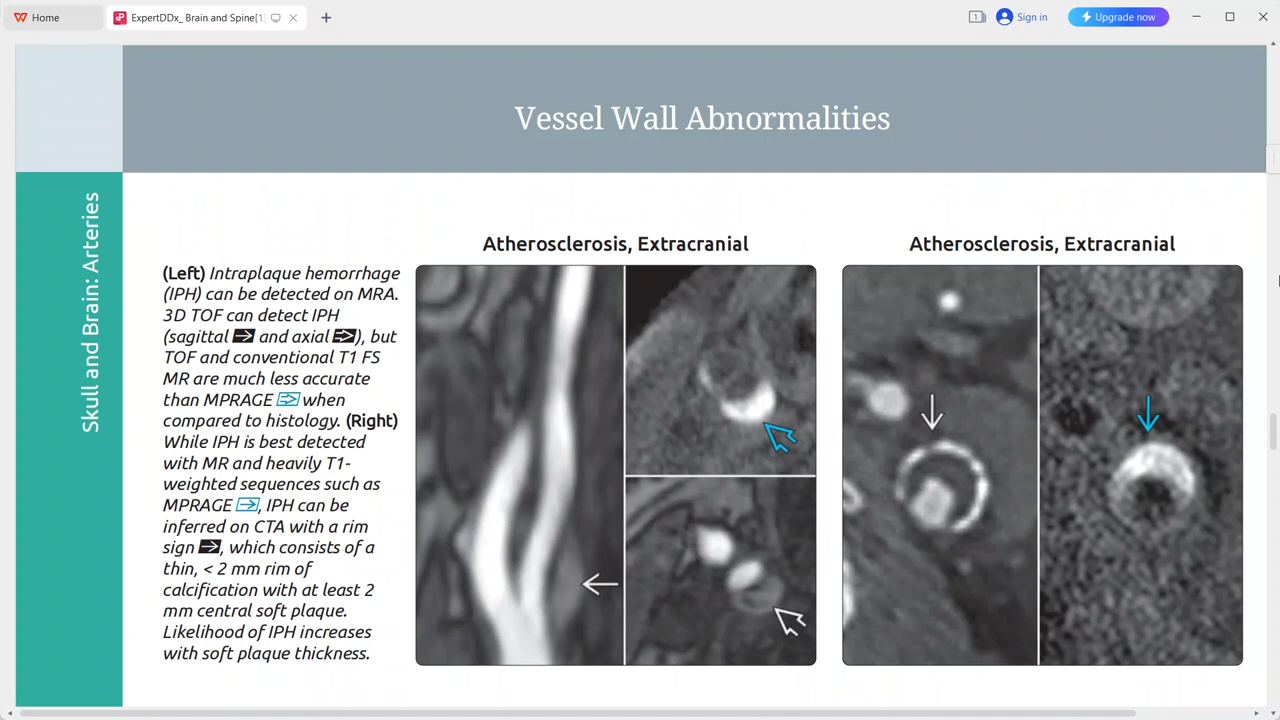 Home
ExpertDDx_ Brain and Spine[1]
1
Sign in
Upgrade now
Vessel Wall Abnormalities
Skull and Brain: Arteries
Atherosclerosis, Extracranial
Atherosclerosis, Extracranial
(Left) Intraplaque hemorrhage
(IPH) can be detected on MRA.
3D TOF can detect IPH
(sagittal and axial ), but
TOF and conventional T1 FS
MR are much less accurate
than MPRAGE when
compared to histology. (Right)
While IPH is best detected
with MR and heavily T1-
weighted sequences such as
MPRAGE , IPH can be
inferred on CTA with a rim
sign , which consists of a
thin, < 2 mm rim of
calcification with at least 2
mm central soft plaque.
Likelihood of IPH increases
with soft plaque thickness.